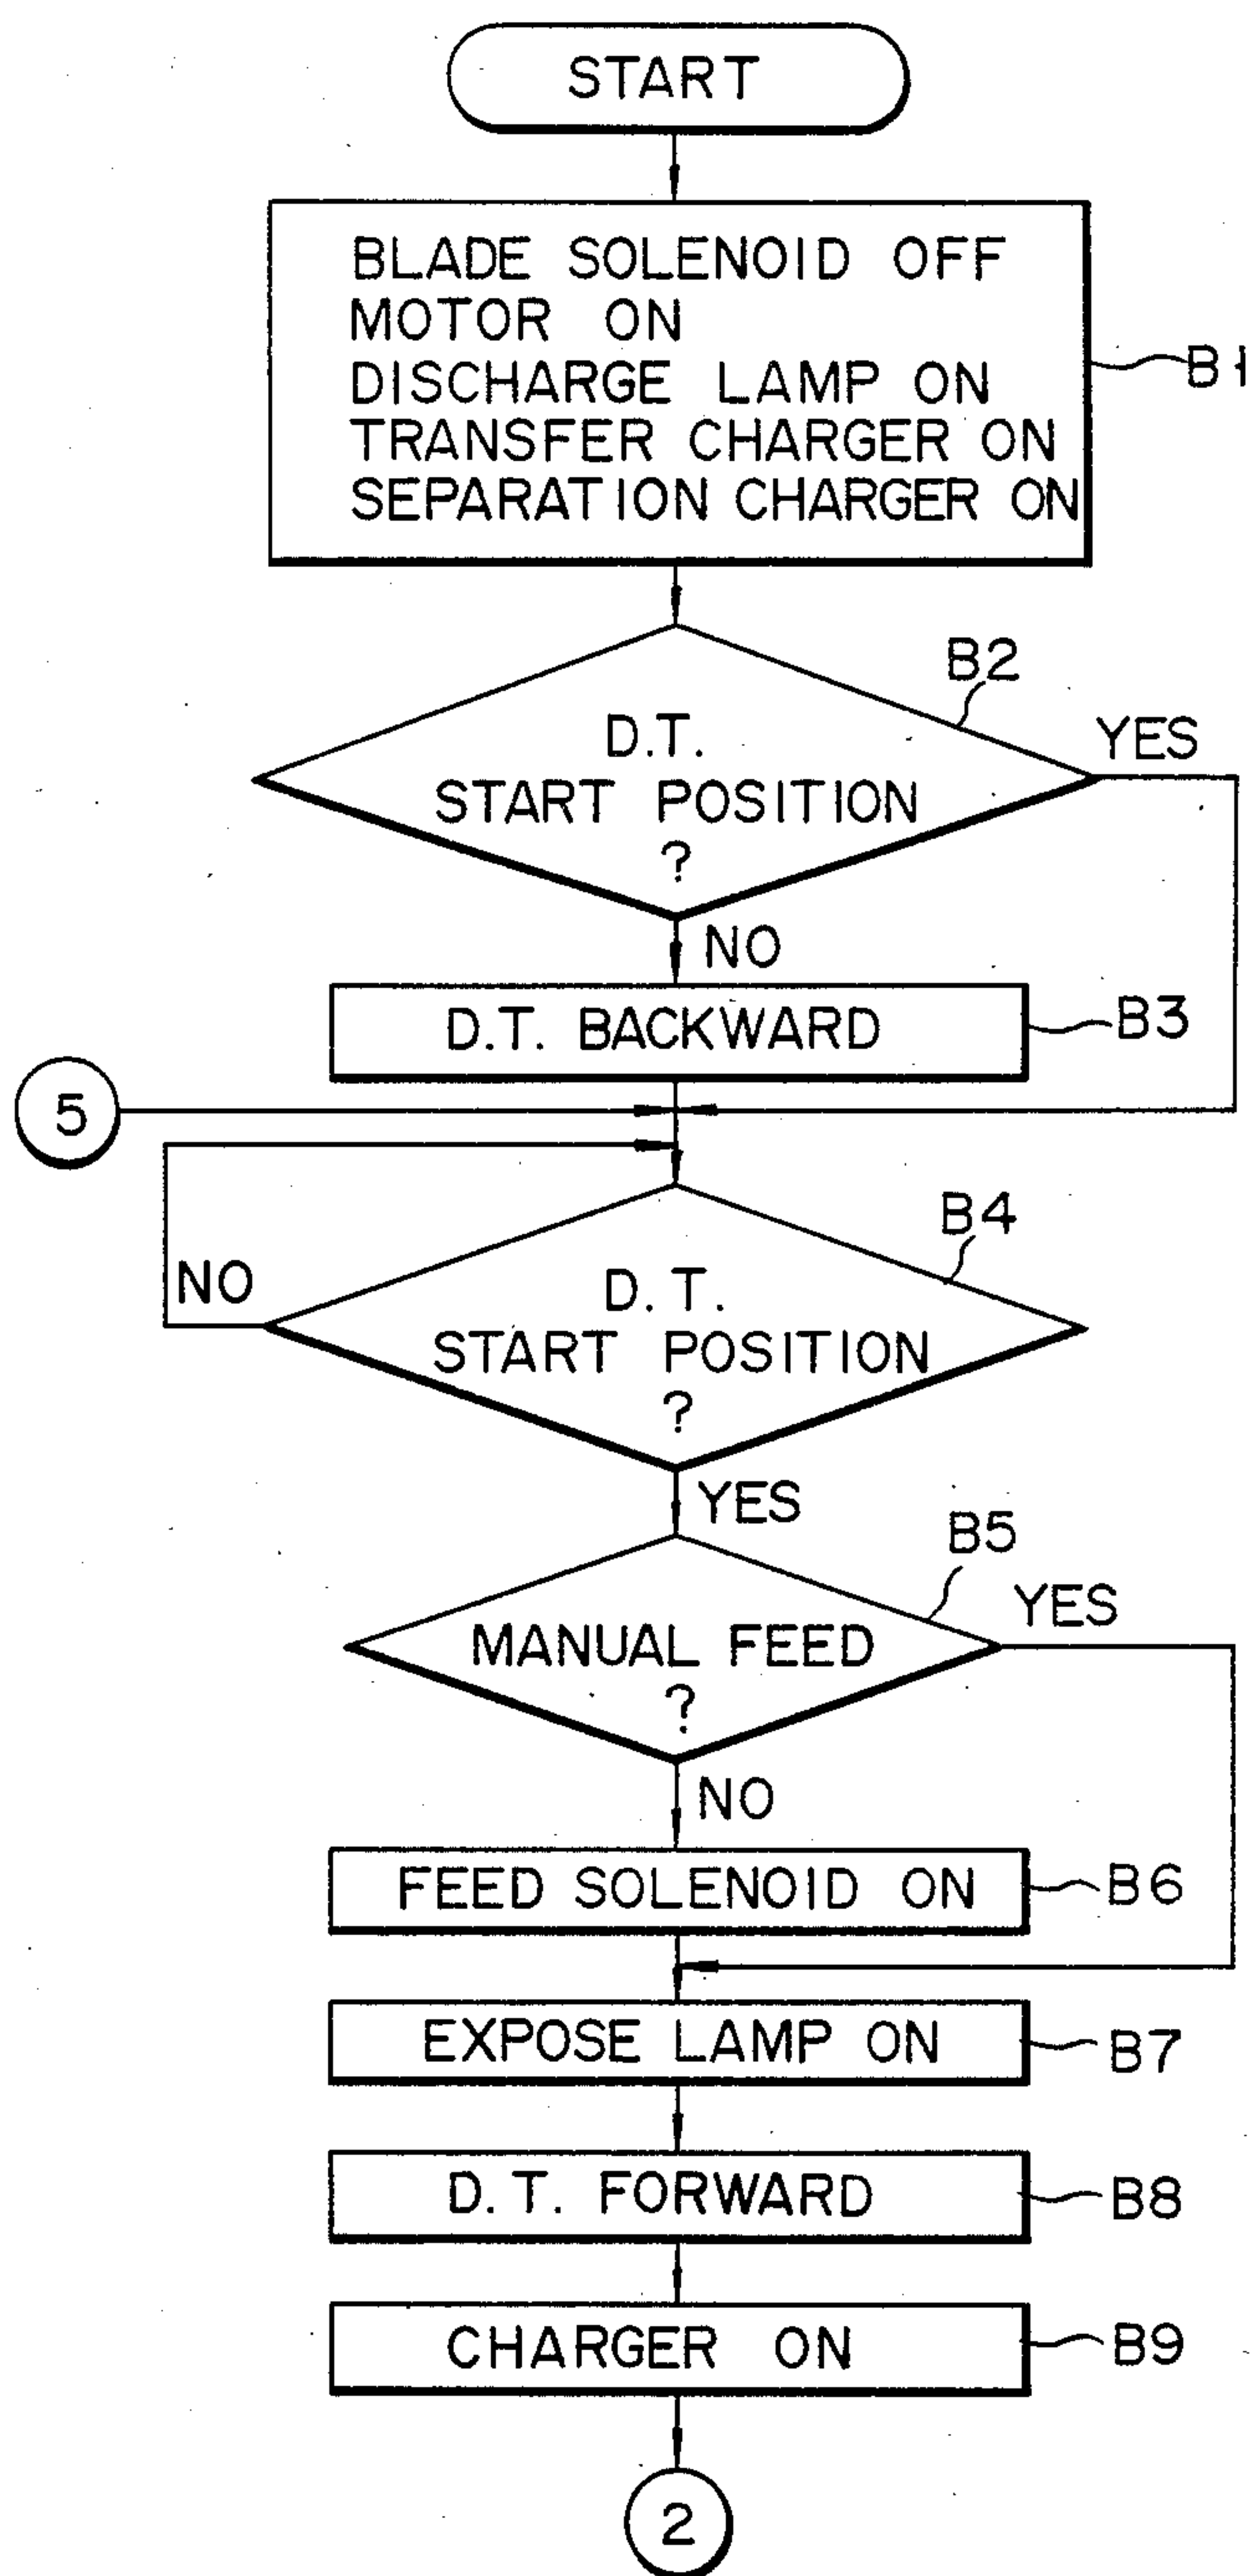 START
BLADE SOLENOID OFF
MOTOR ON
DISCHARGE LAMP ON
TRANSFER CHARGER ON
SEPARATION CHARGER ON
B1
B2
D.T.
START POSITION
?
YES
NO
D.T. BACKWARD
B3
5
B4
NO
D.T.
START POSITION
?
YES
B5
YES
MANUAL FEED
?
NO
FEED SOLENOID ON
B6
EXPOSE LAMP ON
B7
D.T. FORWARD
B8
CHARGER ON
B9
2